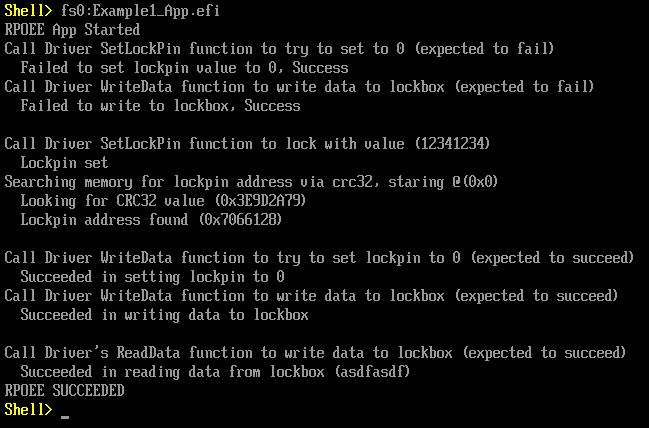 Shell> fs0:Example1_App.efi
RPOEE App Started
Call Driver SetLockPin function to try to set to 0 (expected to fail)
Failed to set lockpin value to 0, Success
Call Driver WriteData function to write data to lockbox (expected to fail)
Failed to write to lockbox, Success
Call Driver SetLockPin function to lock with value (12341234)
Lockpin set
Searching memory for lockpin address via crc32, staring @(0x0)
Looking for CRC32 value (0x3E9D2A79)
Lockpin address found (0x7066128)
Call Driver WriteData function to try to set lockpin to 0 (expected to succeed)
Succeeded in setting lockpin to 0
Call Driver WriteData function to write data to lockbox (expected to succeed)
Succeeded in writing data to lockbox
Call Driver's ReadData function to write data to lockbox (expected to succeed)
Succeeded in reading data from lockbox (asdfasdf)
RPOEE SUCCEEDED
Shell> _